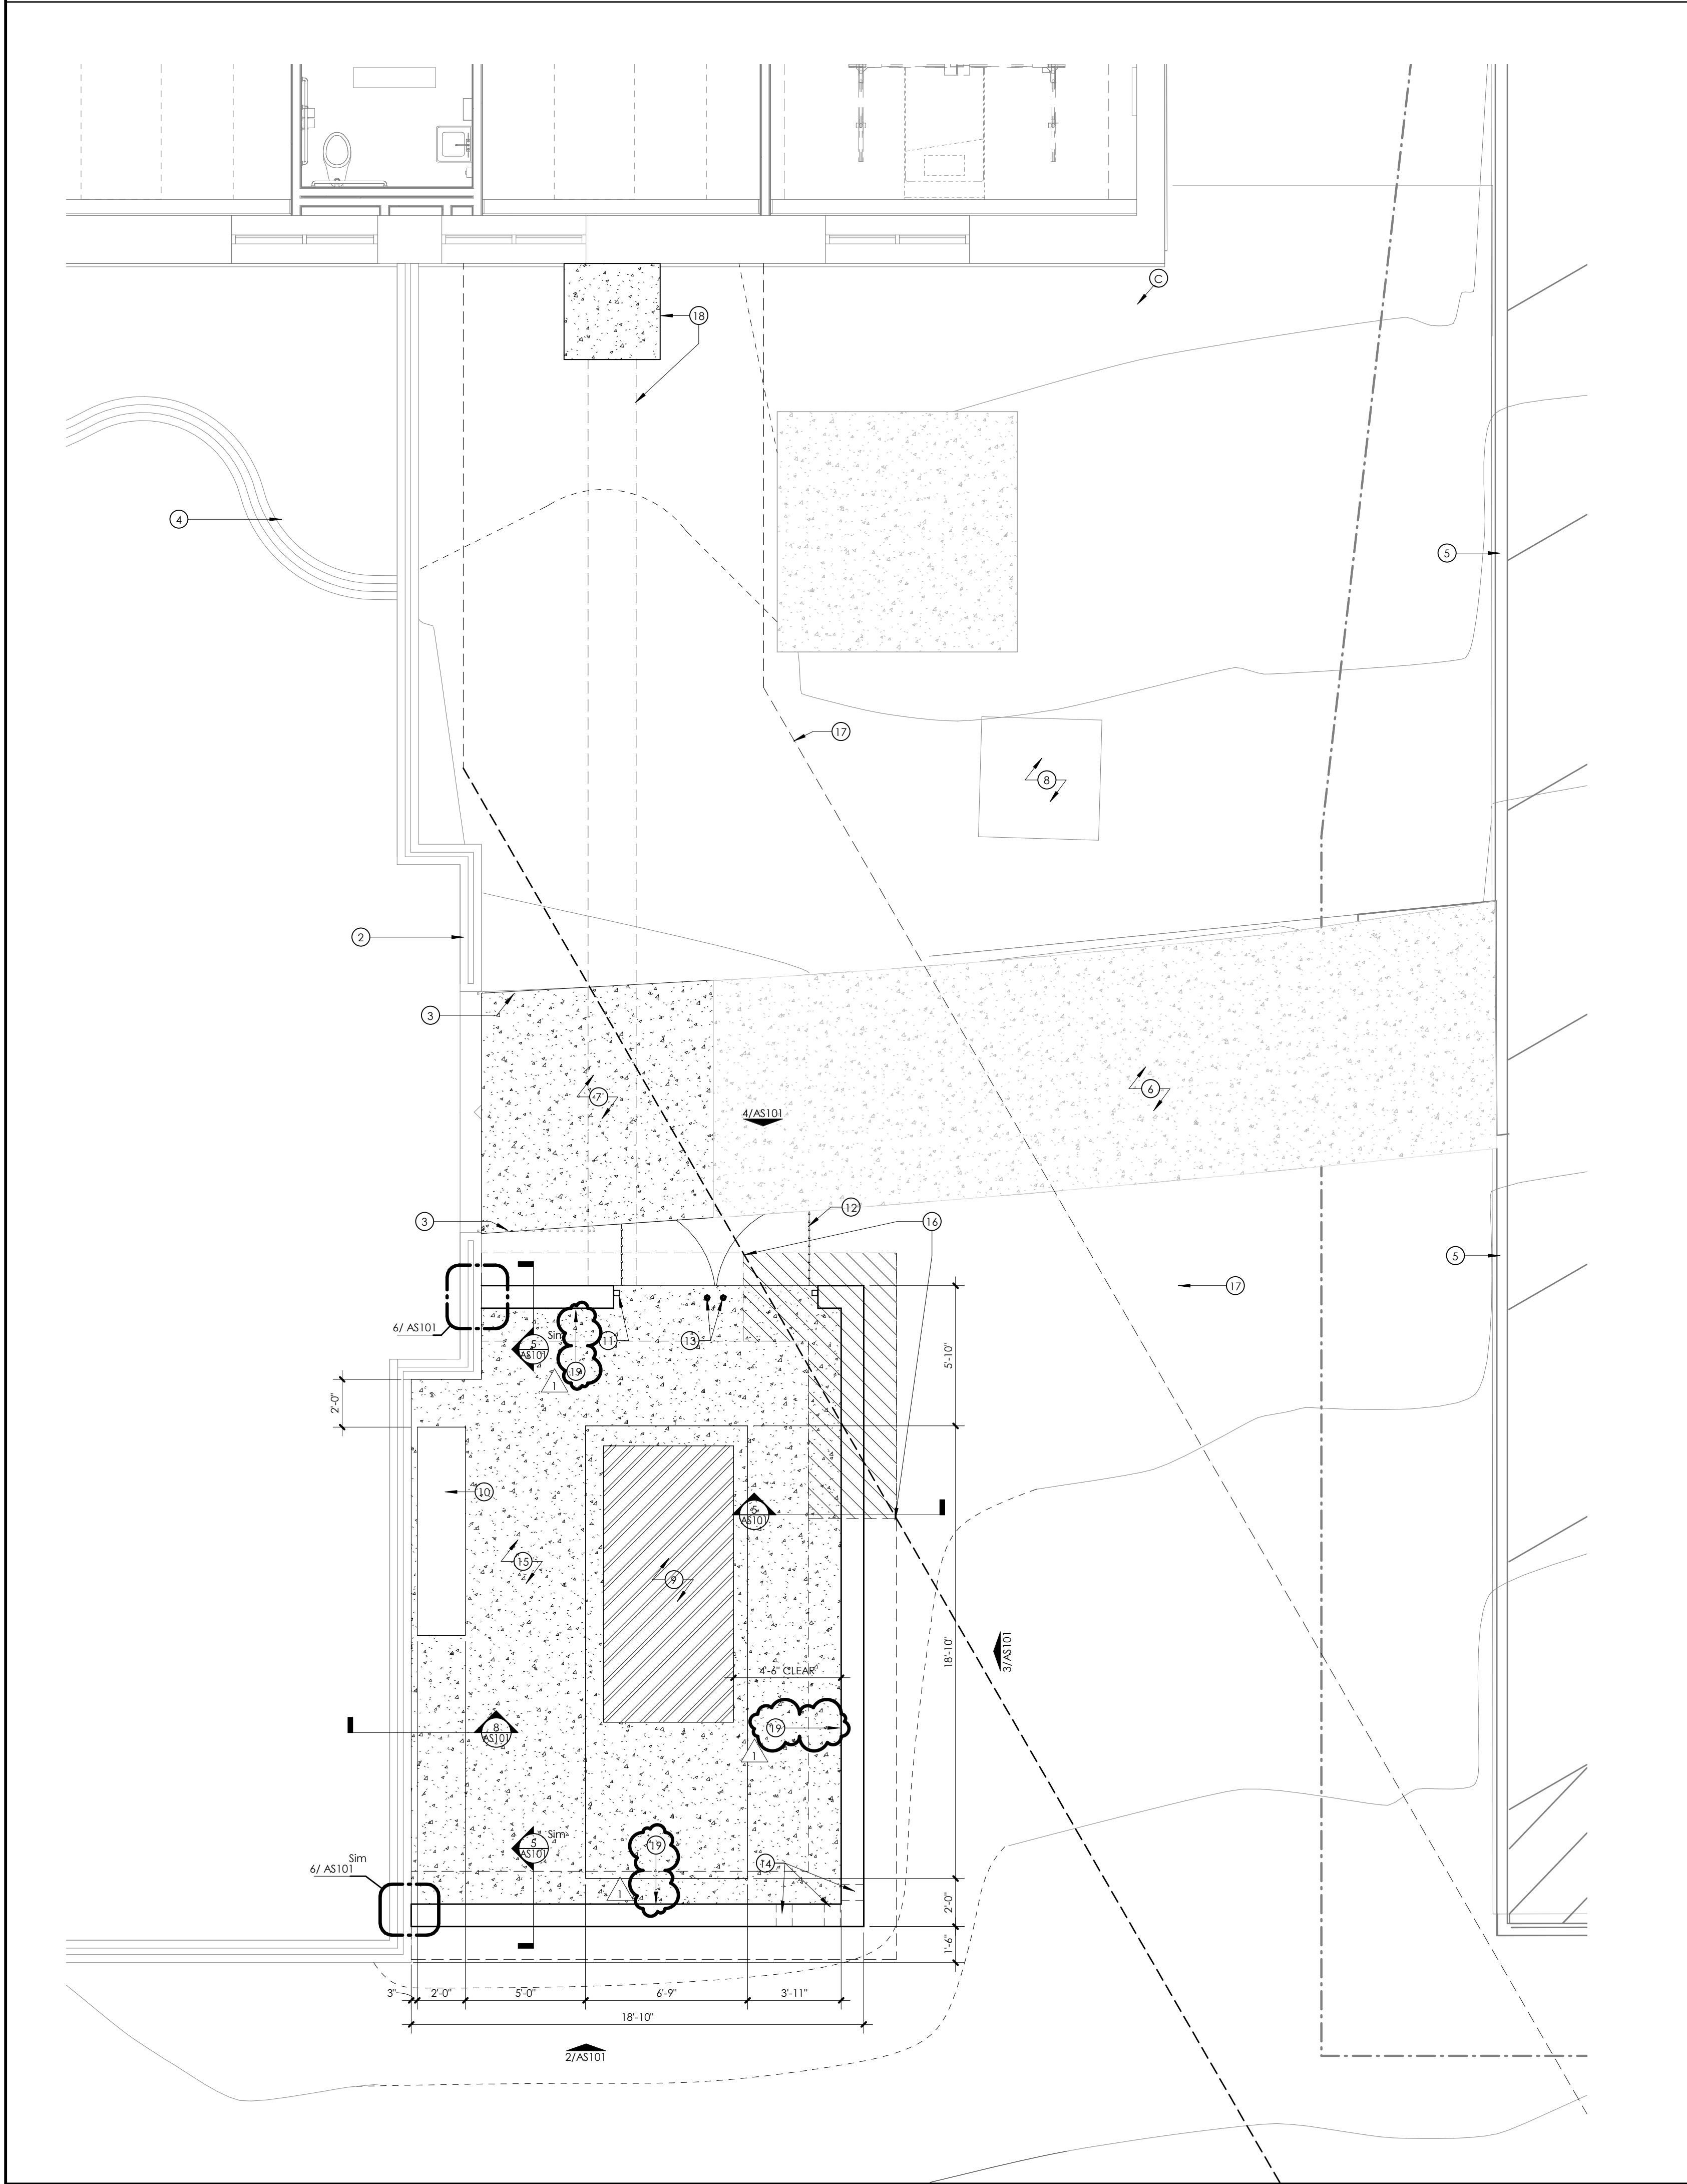 C
18
4
5
17
8
2
3
7
6
4/AS101
12
3
16
5
17
6/ AS101
Sim
5
AS101
11
13
19
1
5'-10"
2'-0"
10
5
AS101
15
9
18'-10"
3/AS101
4'-6" CLEAR
8
AS101
19
1
Sim
5
AS101
19
14
Sim
6/ AS101
1
2'-0"
1'-6"
3"
2'-0"
5'-0"
6'-9"
3'-11"
18'-10"
2/AS101